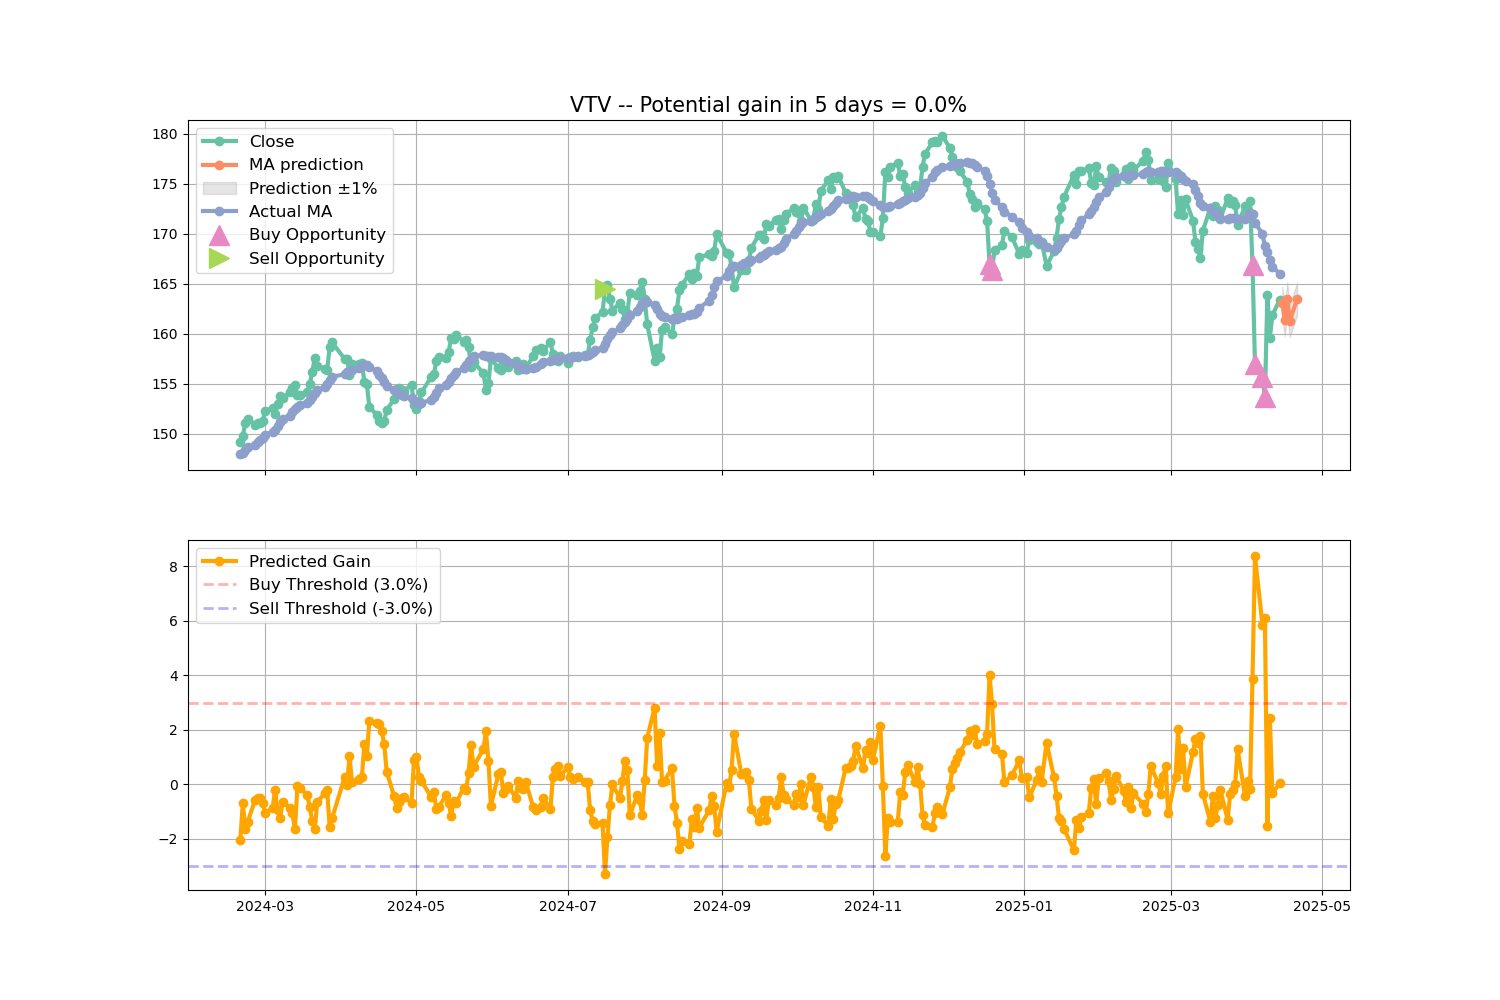 VTV -- Potential gain in 5 days = 0.0%
180
175
170
165
160
155
150
Close
MA prediction
Prediction ±1%
Actual MA
Buy Opportunity
Sell Opportunity
8
6
4
2
0
−2
Predicted Gain
Buy Threshold (3.0%)
Sell Threshold (-3.0%)
2024-03
2024-05
2024-07
2024-09
2024-11
2025-01
2025-03
2025-05